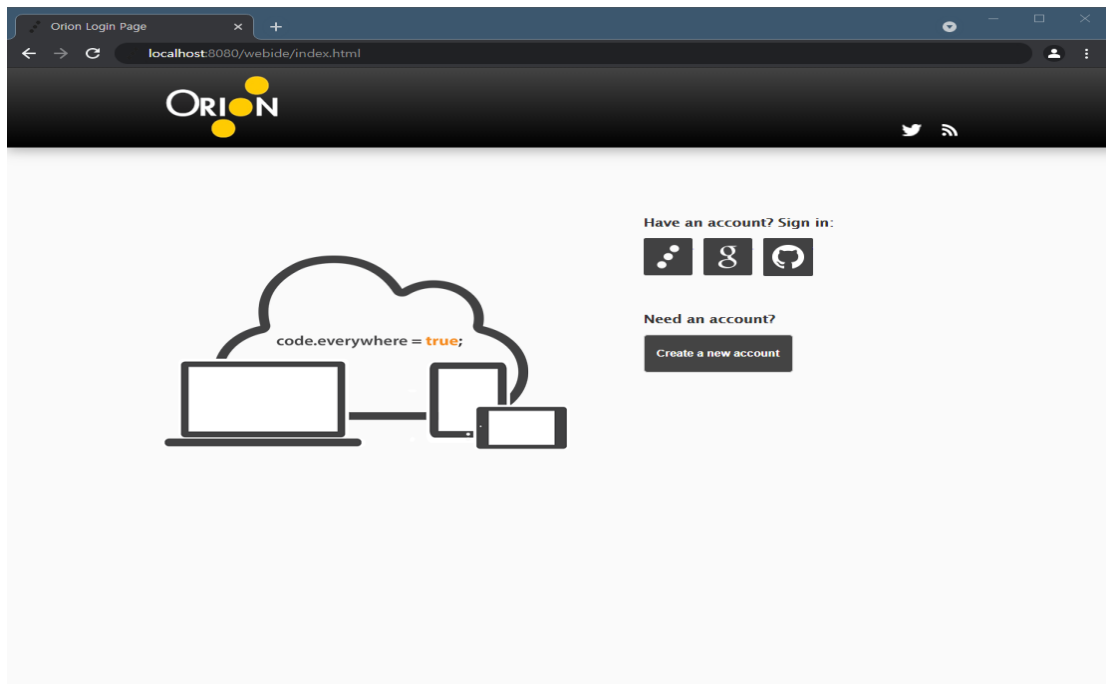 Orion Login Page
localhost:8080/webide/index.html
ORION
Have an account? Sign in:
g
code.everywhere = true;
Need an account?
Create a new account